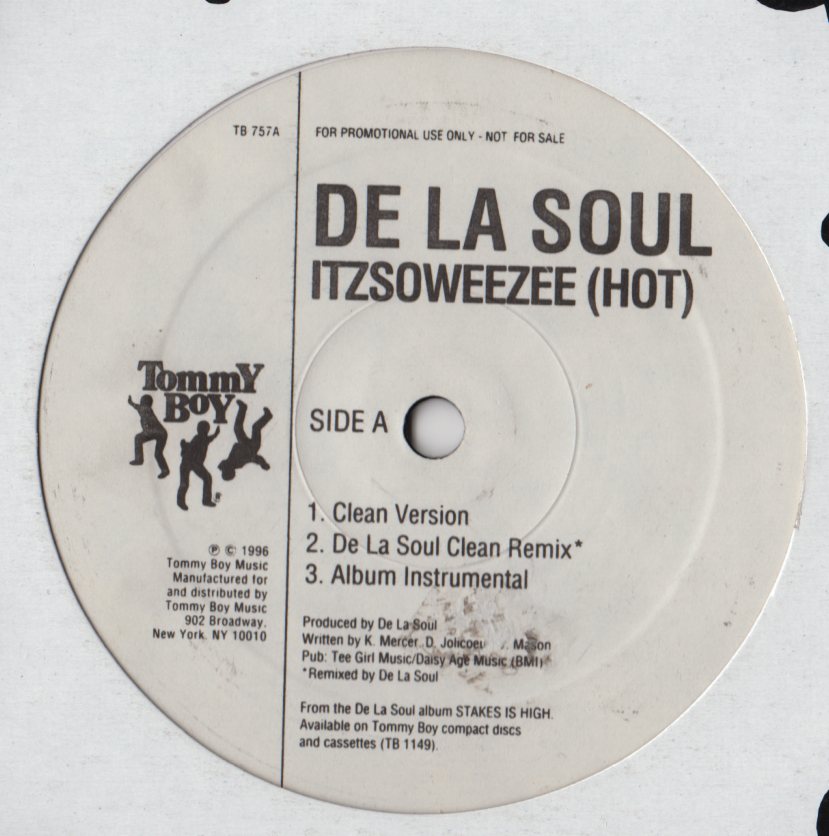 TB 757A
FOR PROMOTIONAL USE ONLY - NOT FOR SALE
DE LA SOUL
ITZSOWEEZEE (HOT)
TOMMY
BOY
SIDE A
1. Clean Version
2. De La Soul Clean Remix*
3. Album Instrumental
℗ © 1996
Tommy Boy Music
Manufactured for
and distributed by
Tommy Boy Music
902 Broadway.
New York. NY 10010
Produced by De La Soul
Written by K. Mercer. D. Mason
Pub: Tee Girl Music/Daisy Age Music (BMI)
*Remixed by De La Soul
From the De La Soul album STAKES IS HIGH.
Available on Tommy Boy compact discs
and cassettes (TB 1149).